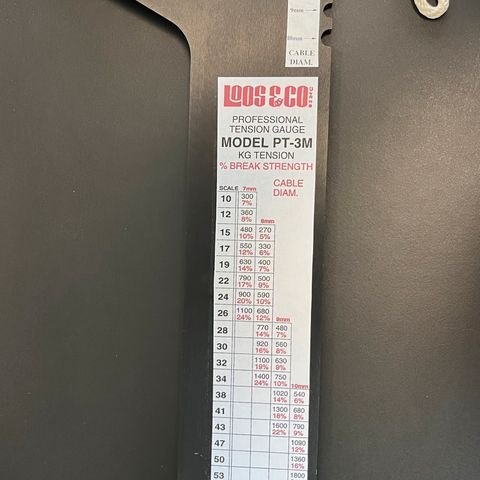 9mm
10mm
CABLE
DIAM.
LOOS & CO. INC.
PROFESSIONAL
TENSION GAUGE
MODEL PT-3M
KG TENSION
% BREAK STRENGTH
CABLE
DIAM.
SCALE 7mm
10 300
7%
12 360
8% 8mm
15 480 270
10% 5%
17 550 330
12% 6%
19 630 400
14% 7%
22 790 500
17% 9%
24 900 590
20% 10%
26 1100 680
24% 12% 9mm
28 770 480
14% 7%
30 920 560
16% 8%
32 1100 630
19% 9%
34 1400 750
24% 10% 10mm
38 1020 540
14% 6%
41 1300 680
16% 8%
43 1600 790
22% 9%
47 1090
12%
50 1360
16%
53 1800